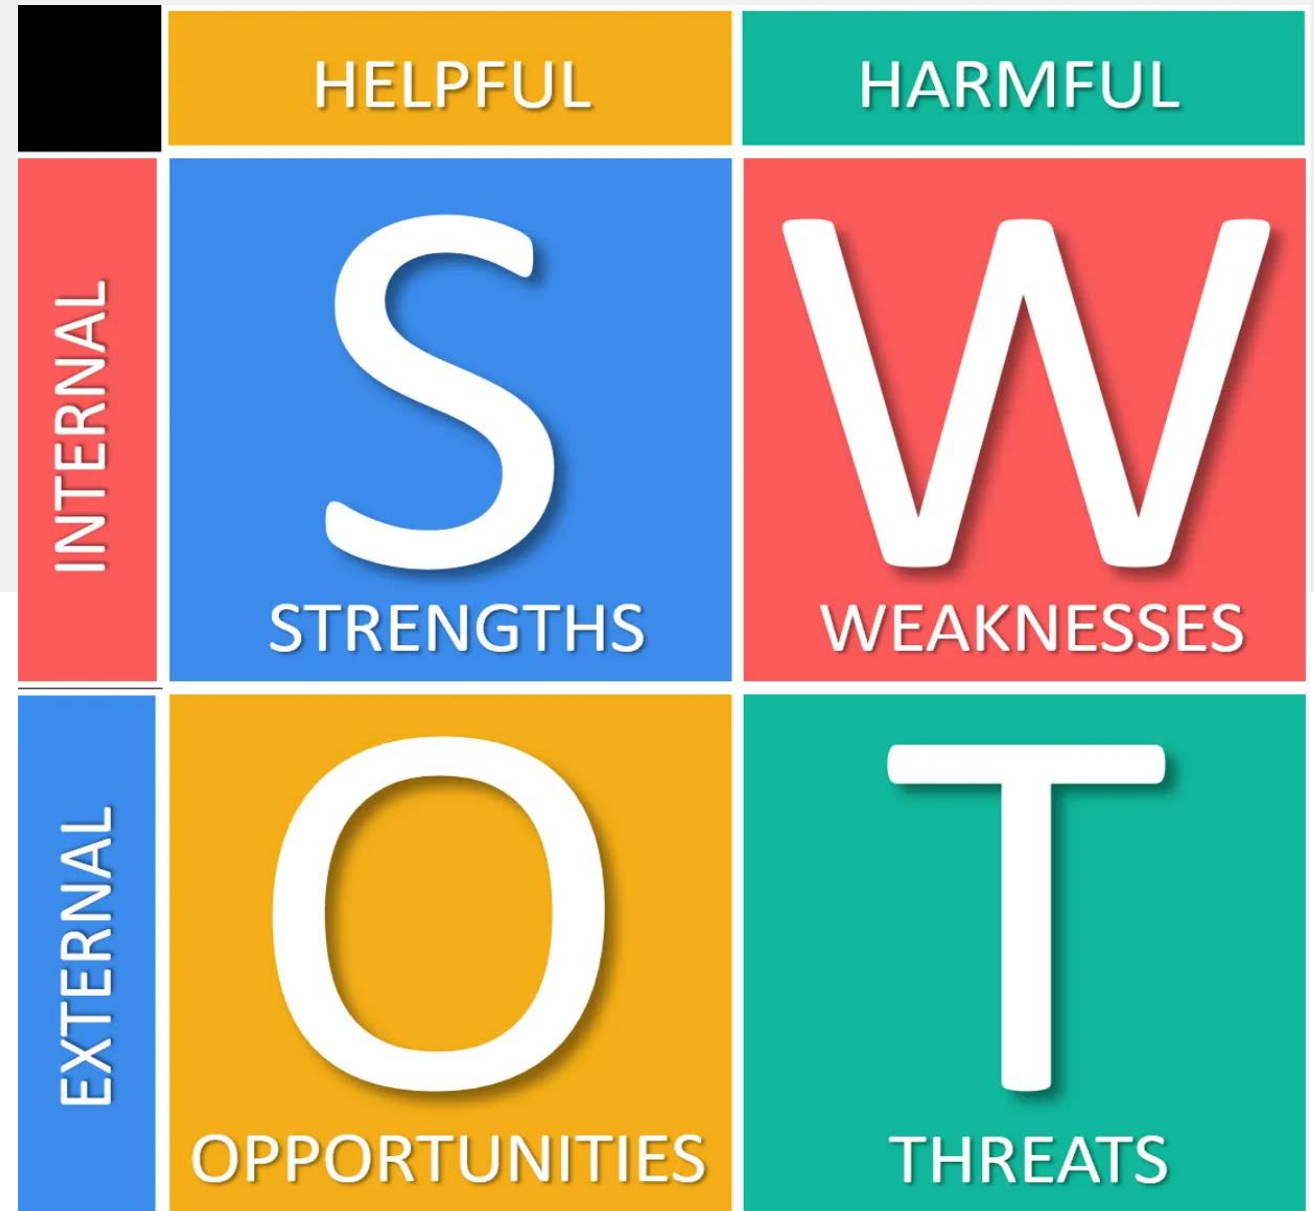 HELPFUL
HARMFUL
INTERNAL
S
STRENGTHS
W
WEAKNESSES
EXTERNAL
O
OPPORTUNITIES
T
THREATS